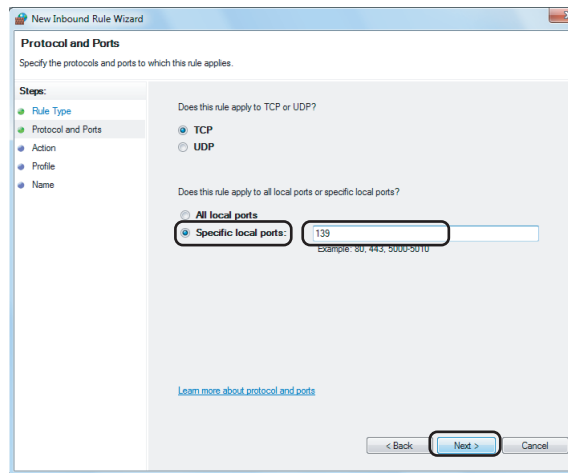 New Inbound Rule Wizard
Protocol and Ports
Specify the protocols and ports to which this rule applies.
Steps:
Rule Type
Protocol and Ports
Action
Profile
Name
Does this rule apply to TCP or UDP?
TCP
UDP
Does this rule apply to all local ports or specific local ports?
All local ports
Specific local ports:
139
Example: 80, 443, 5000-5010
Learn more about protocol and ports
< Back
Next >
Cancel